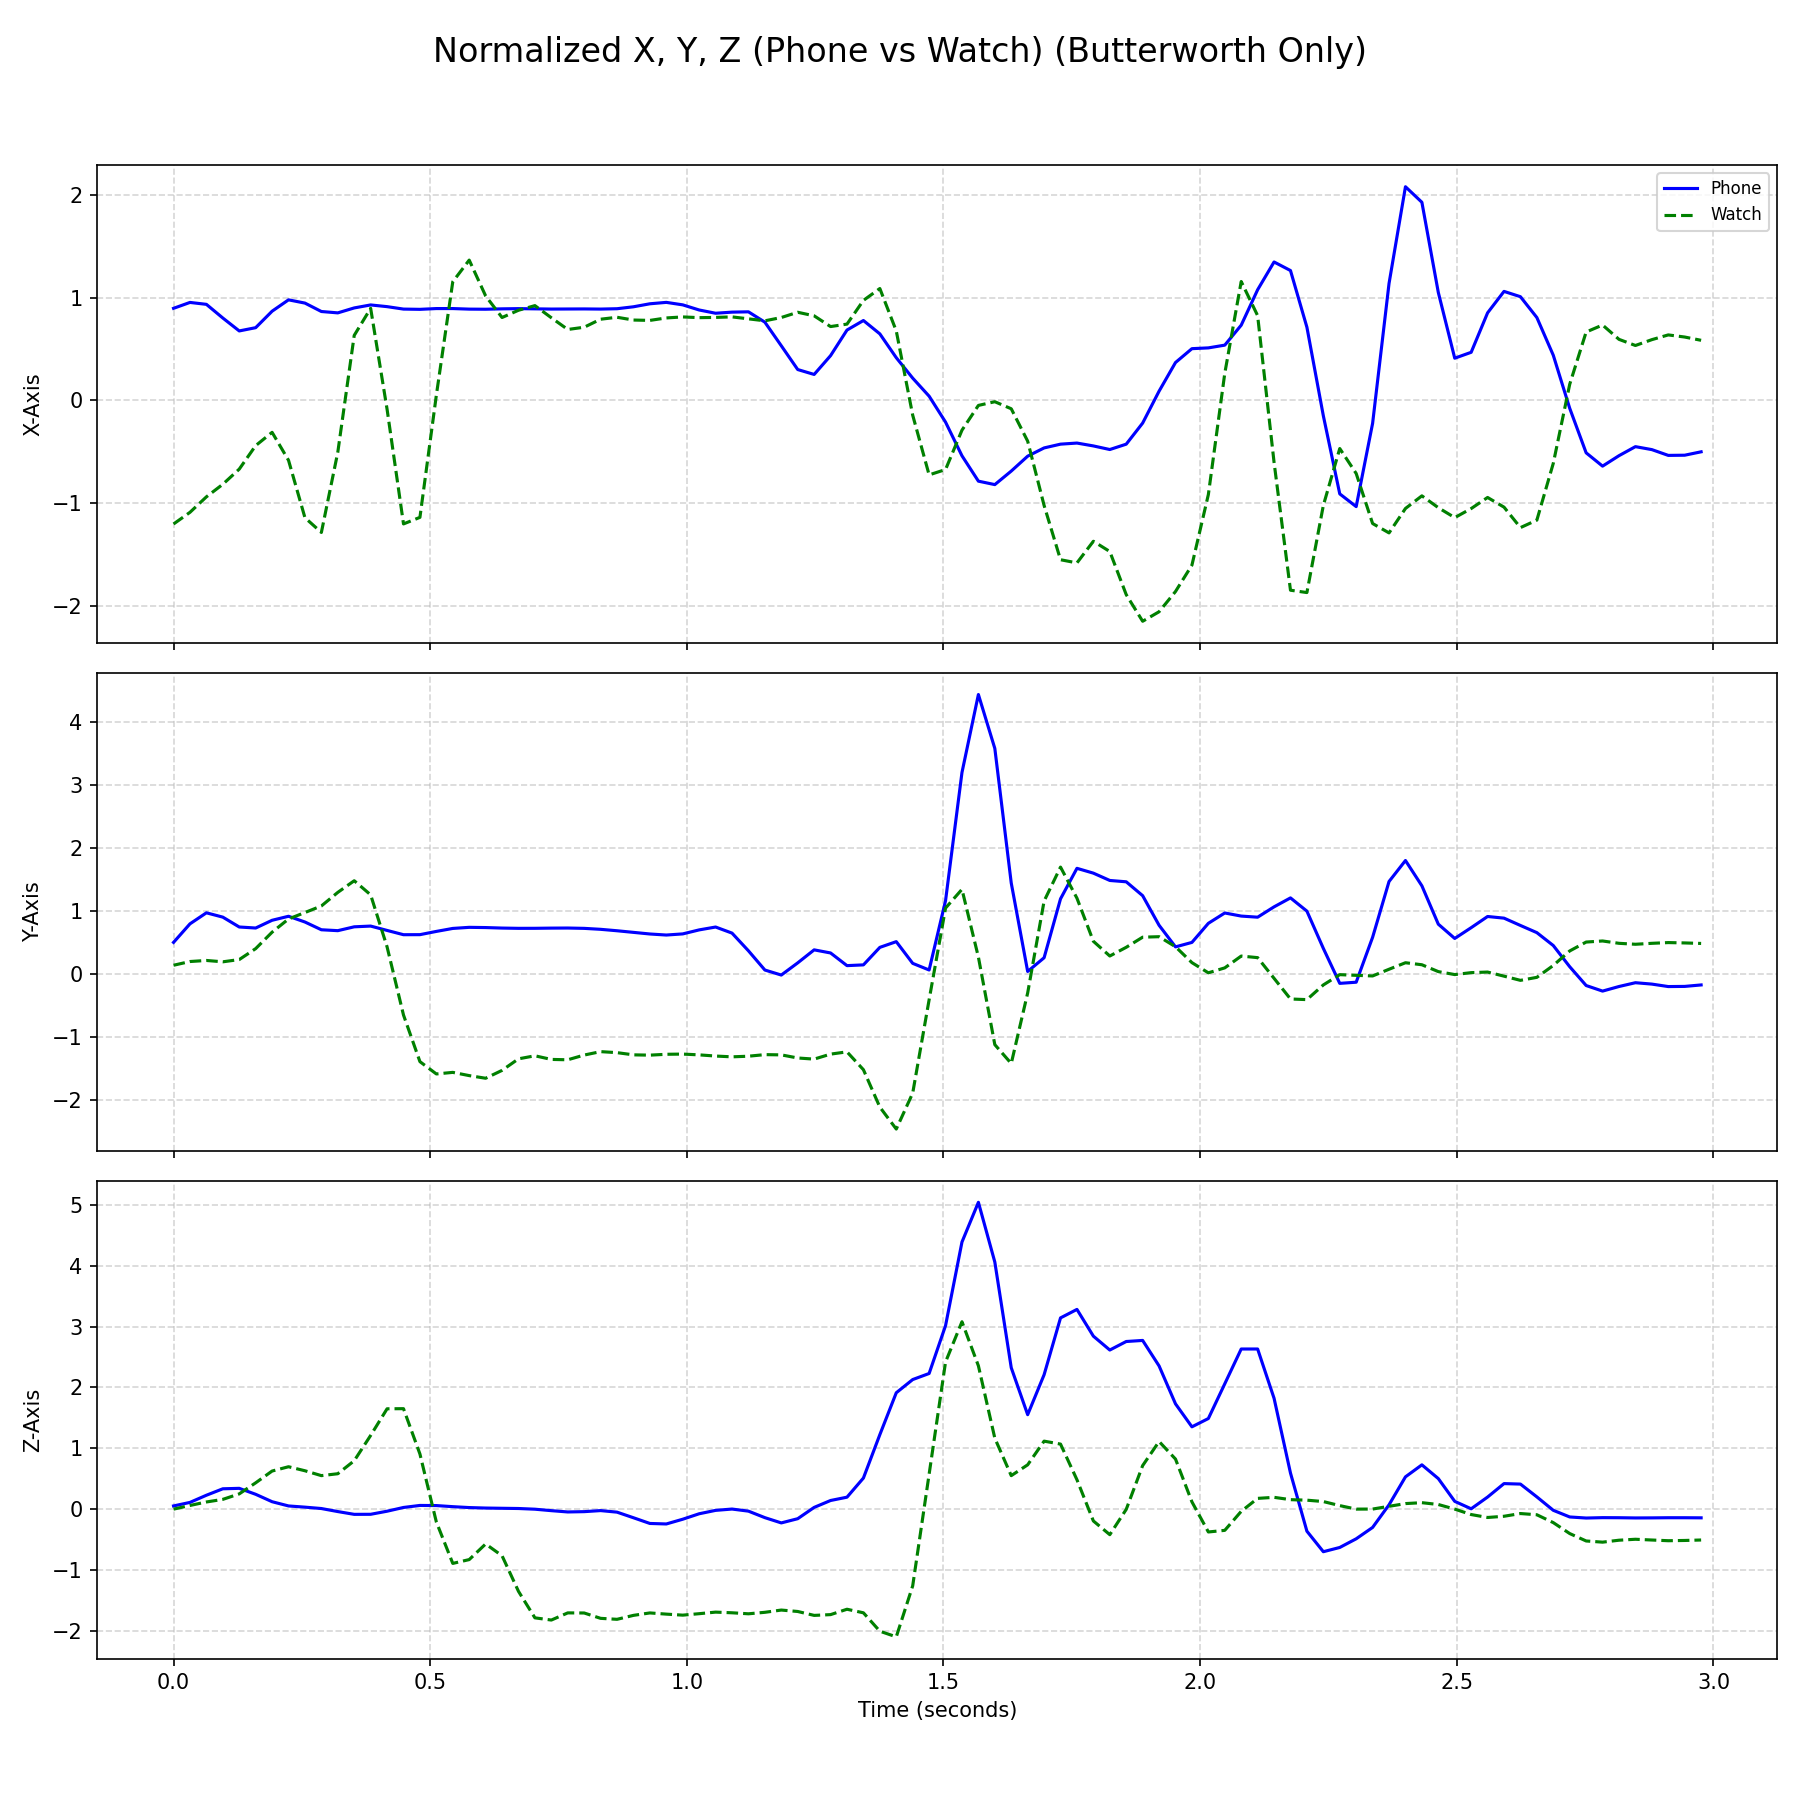 Normalized X, Y, Z (Phone vs Watch) (Butterworth Only)
Phone
Watch
X-Axis
2
1
0
−1
−2
Y-Axis
4
3
2
1
0
−1
−2
Z-Axis
5
4
3
2
1
0
−1
−2
0.0 0.5 1.0 1.5 2.0 2.5 3.0
Time (seconds)